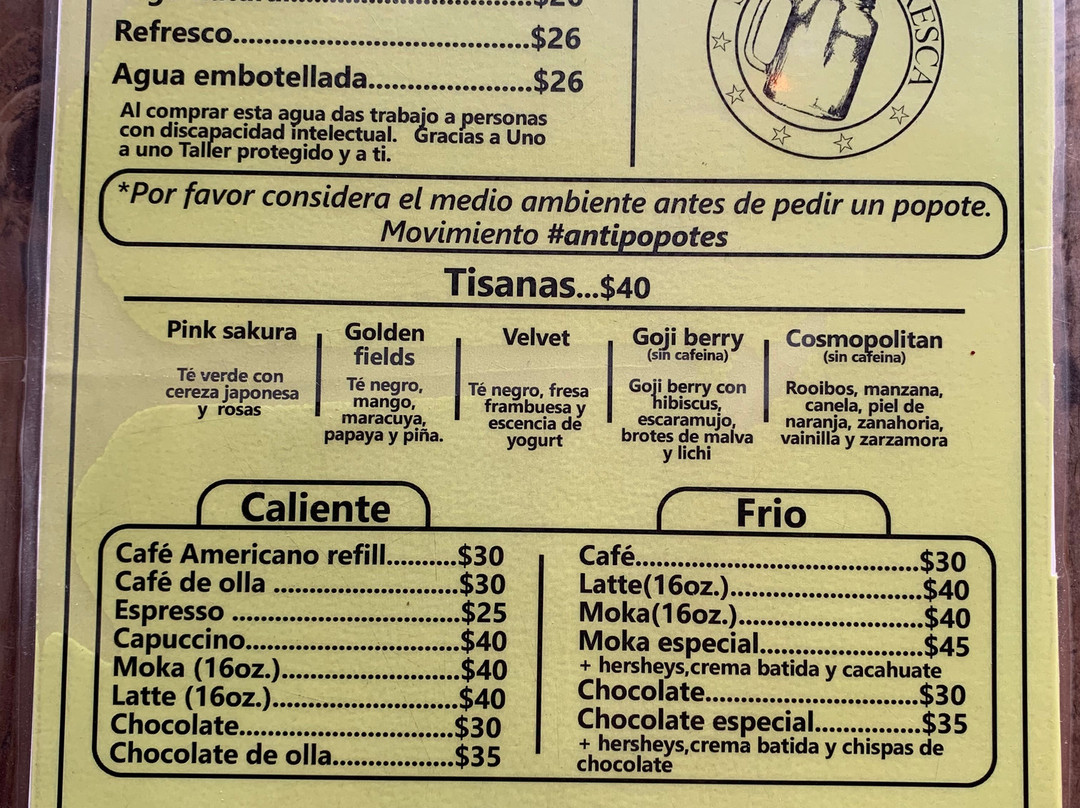 $26
Refresco.....................................$26
Agua embotellada.....................$26
Al comprar esta agua das trabajo a personas
con discapacidad intelectual. Gracias a Uno
a uno Taller protegido y a ti.
RESCA
*Por favor considera el medio ambiente antes de pedir un popote.
Movimiento #antipopotes
Tisanas...$40
Pink sakura
Té verde con
cereza japonesa
y rosas
Golden
fields
Té negro,
mango,
maracuya,
papaya y piña.
Velvet
Té negro, fresa
frambuesa y
escencia de
yogurt
Goji berry
(sin cafeina)
Goji berry con
hibiscus,
escaramujo,
brotes de malva
y lichi
Cosmopolitan
(sin cafeina)
Rooibos, manzana,
canela, piel de
naranja, zanahoria,
vainilla y zarzamora
Caliente
Café Americano refill..........$30
Café de olla ..........................$30
Espresso ................................$25
Capuccino..............................$40
Moka (16oz.).........................$40
Latte (16oz.)..........................$40
Chocolate..............................$30
Chocolate de olla.................$35
Frio
Café........................................$30
Latte(16oz.)...........................$40
Moka(16oz.)..........................$40
Moka especial.......................$45
+ hersheys,crema batida y cacahuate
Chocolate..............................$30
Chocolate especial...............$35
+ hersheys,crema batida y chispas de
chocolate